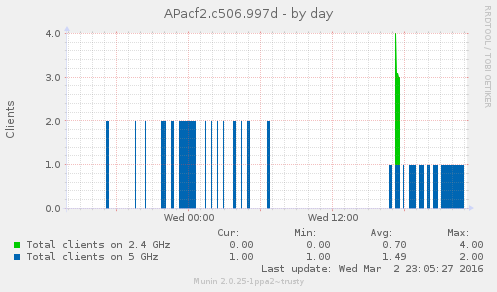 APacf2.c506.997d - by day
RRDTOOL / TOBI OETIKER
Clients
4.0
3.0
2.0
1.0
0.0
Wed 00:00 Wed 12:00
Cur: Min: Avg: Max:
Total clients on 2.4 GHz 0.00 0.00 0.70 4.00
Total clients on 5 GHz 1.00 1.00 1.49 2.00
Last update: Wed Mar 2 23:05:27 2016
Munin 2.0.25-1ppa2~trusty